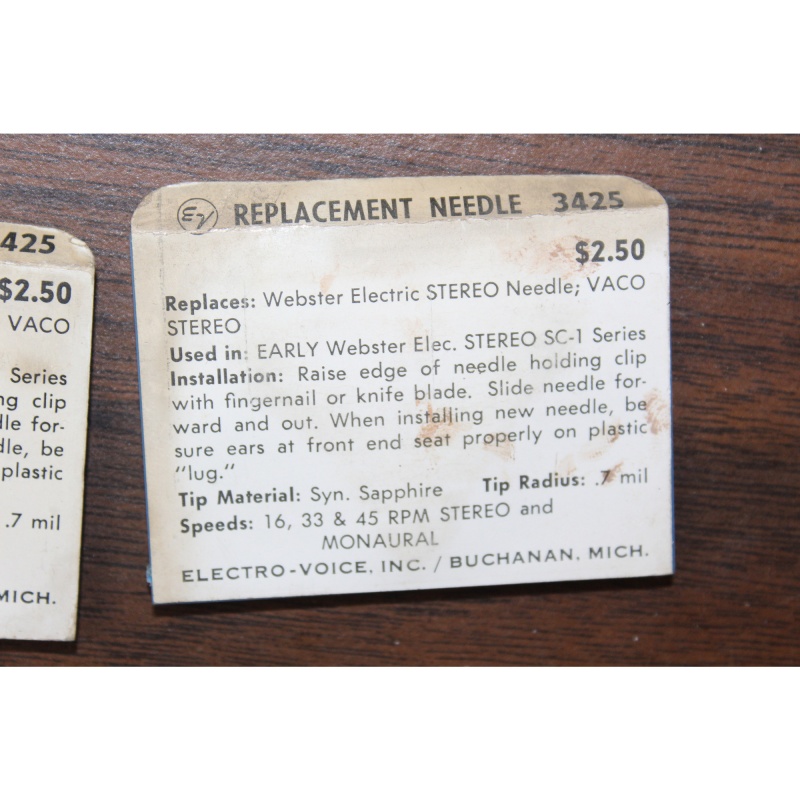 EV REPLACEMENT NEEDLE 3425
$2.50
Replaces: Webster Electric STEREO Needle; VACO
STEREO
Used in: EARLY Webster Elec. STEREO SC-1 Series
Installation: Raise edge of needle holding clip
with fingernail or knife blade. Slide needle for-
ward and out. When installing new needle, be
sure ears at front end seat properly on plastic
"lug."
Tip Material: Syn. Sapphire Tip Radius: .7 mil
Speeds: 16, 33 & 45 RPM STEREO and
MONAURAL
ELECTRO-VOICE, INC. / BUCHANAN, MICH.
425
$2.50
VACO
Series
ng clip
dle for-
dle, be
plastic
.7 mil
MICH.